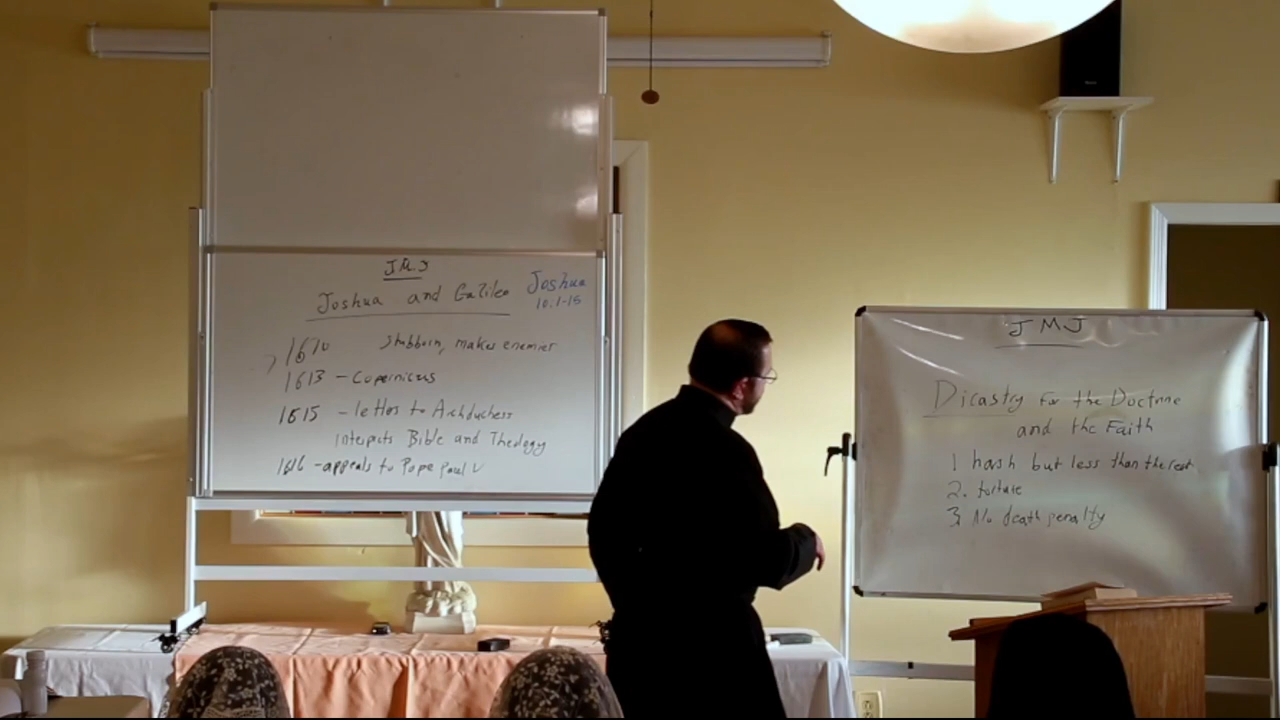 J.M.J
Joshua and Galileo
Joshua
10:1-15
1610 Stubborn, makes enemies
1613 - Copernicus
1615 - letters to Archduchess
Interprets Bible and Theology
1616 - appeals to Pope Paul V
JMJ
Dicastry For the Doctrine
and the Faith
1 harsh but less than the rest
2. torture
3. No death penalty